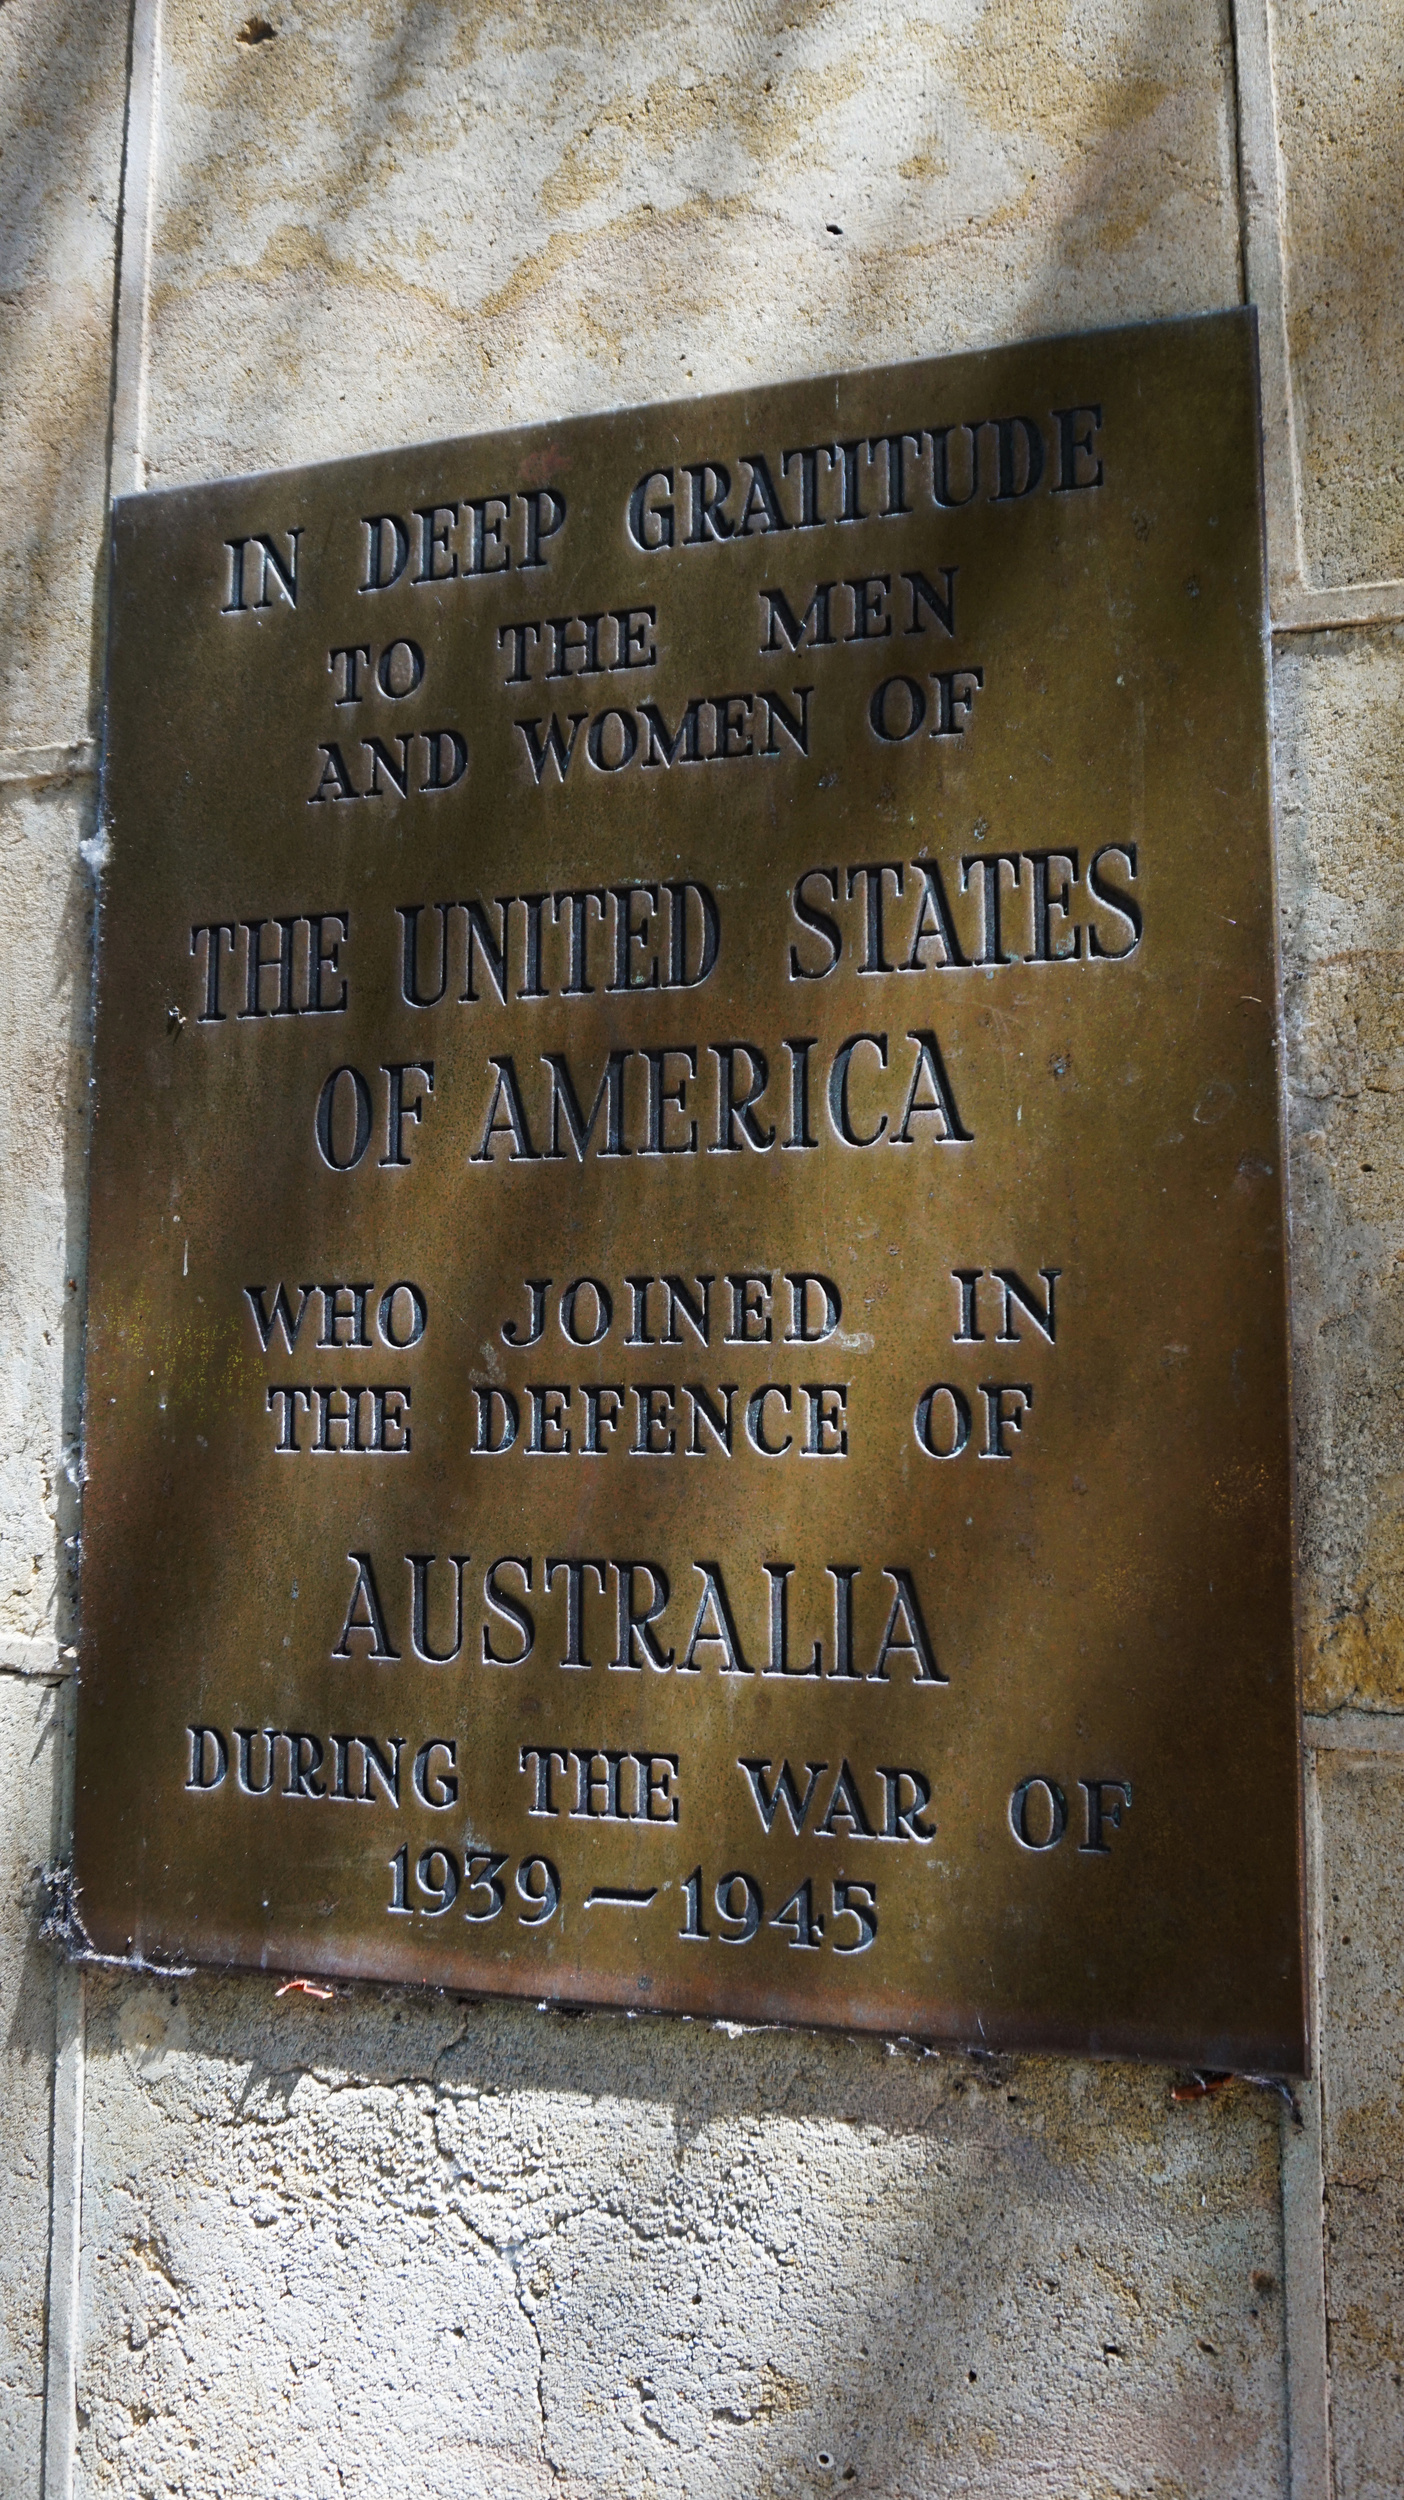 IN DEEP GRATITUDE
TO THE MEN
AND WOMEN OF
THE UNITED STATES
OF AMERICA
WHO JOINED IN
THE DEFENCE OF
AUSTRALIA
DURING THE WAR OF
1939 – 1945